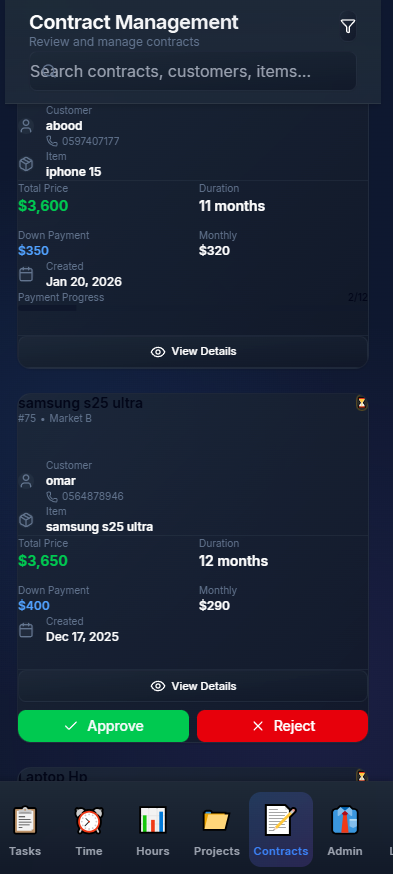 Contract Management
Review and manage contracts
Search contracts, customers, items...
Customer
abood
0597407177
Item
iphone 15
Total Price
Duration
$3,600
11 months
Down Payment
Monthly
$350
$320
Created
Jan 20, 2026
Payment Progress
2/12
View Details
samsung s25 ultra
#75 • Market B
Customer
omar
0564878946
Item
samsung s25 ultra
Total Price
Duration
$3,650
12 months
Down Payment
Monthly
$400
$290
Created
Dec 17, 2025
View Details
Approve
Reject
Laptop Hp
Tasks
Time
Hours
Projects
Contracts
Admin
L